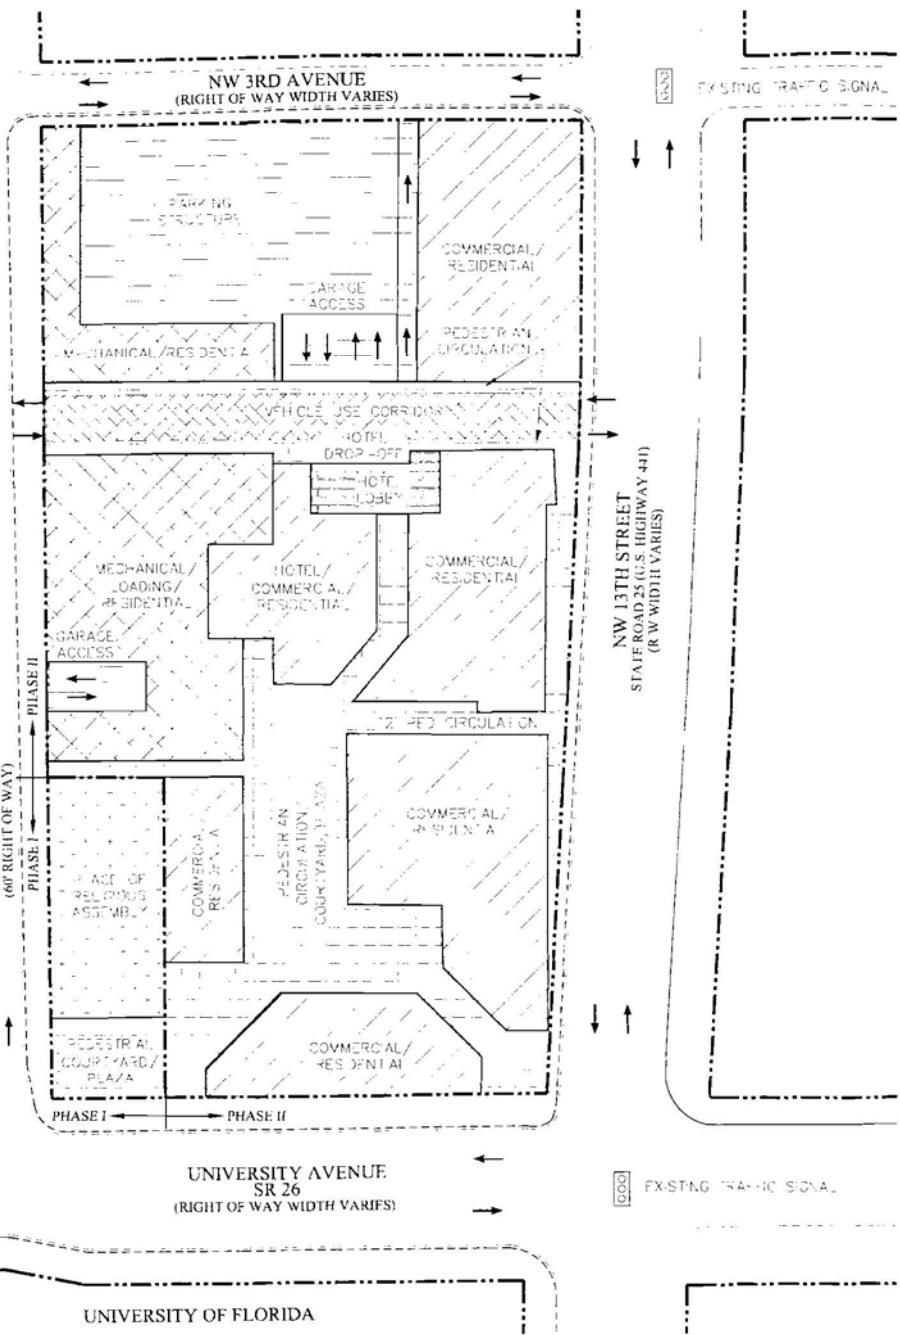 NW 3RD AVENUE
(RIGHT OF WAY WIDTH VARIES)
EXISTING TRAFFIC SIGNAL
PARKING
STRUCTURE
COMMERCIAL/
RESIDENTIAL
GARAGE
ACCESS
PEDESTRIAN
CIRCULATION
MECHANICAL/RESIDENTIAL
VEHICLE USE CORRIDOR
HOTEL
DROP-OFF
HOTEL
LOBBY
MECHANICAL/
LOADING/
RESIDENTIAL
HOTEL/
COMMERCIAL/
RESIDENTIAL
COMMERCIAL/
RESIDENTIAL
NW 13TH STREET
STATE ROAD 25 (U.S. HIGHWAY 441)
(R W WIDTH VARIES)
GARAGE
ACCESS
PHASE II
PHASE I
(60' RIGHT OF WAY)
PED CIRCULATION
COMMERCIAL/
RESIDENTIAL
PEDESTRIAN
CIRCULATION
COURTYARD/PLAZA
COMMERCIAL
RESIDENTIAL
PLACE OF
RELIGIOUS
ASSEMBLY
PEDESTRIAL
COURTYARD/
PLAZA
COMMERCIAL/
RESIDENTIAL
PHASE I
PHASE II
UNIVERSITY AVENUE
SR 26
(RIGHT OF WAY WIDTH VARIES)
EXISTING TRAFFIC SIGNAL
UNIVERSITY OF FLORIDA